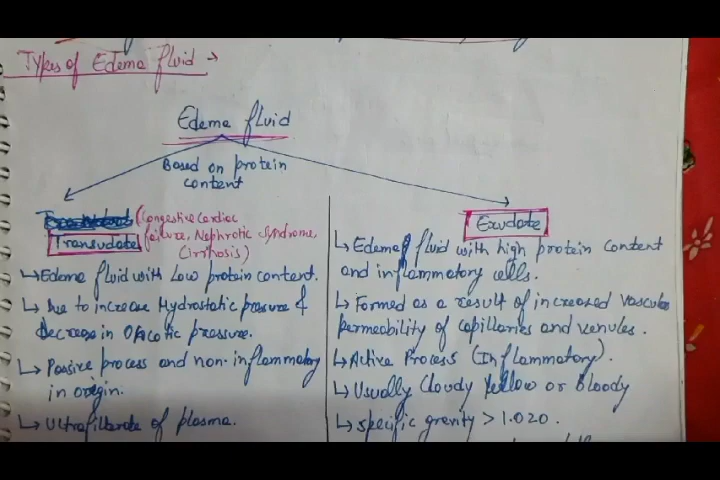 Types of Edema fluid →
Edema fluid
Based on protein
content
(Congestive Cardiac
Transudate failure, Nephrotic Syndrome,
Cirrhosis)
↳ Edema fluid with Low protein content.
↳ Due to increase Hydrostatic pressure &
decrease in Oncotic pressure.
↳ Passive process and non-inflammatory
in origin.
↳ Ultrafilterate of plasma.
Exudate
↳ Edema fluid with high protein content
and inflammatory cells.
↳ Formed as a result of increased vascular
permeability of capillaries and venules.
↳ Active Process (Inflammatory).
↳ Usually Cloudy yellow or bloody
↳ specific gravity > 1.020.